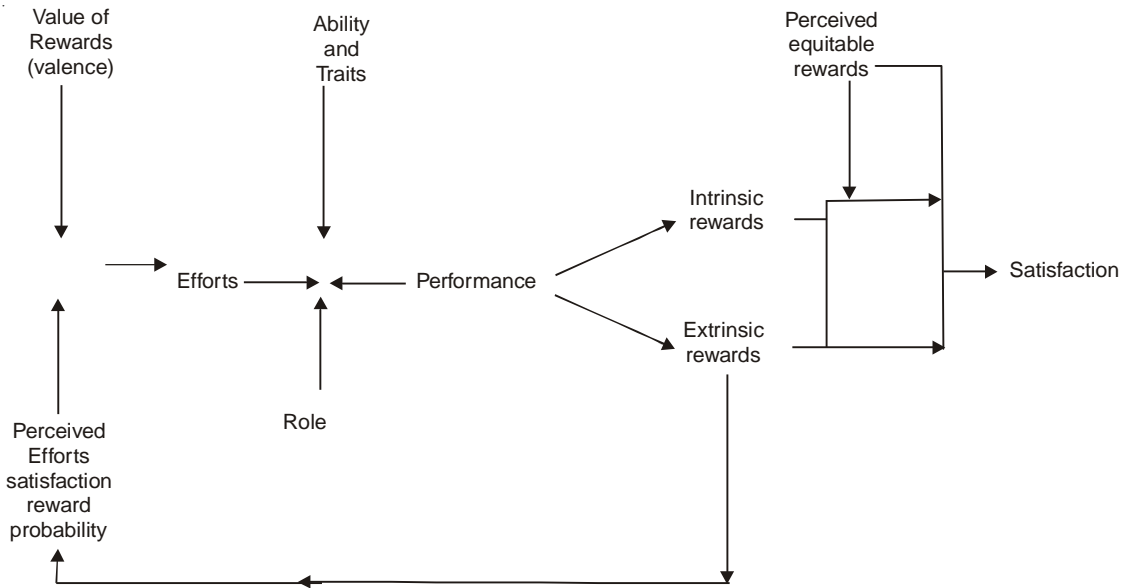 Value of
Rewards
(valence)
Ability
and
Traits
Perceived
equitable
rewards
Intrinsic
rewards
Efforts
Performance
Satisfaction
Extrinsic
rewards
Role
Perceived
Efforts
satisfaction
reward
probability